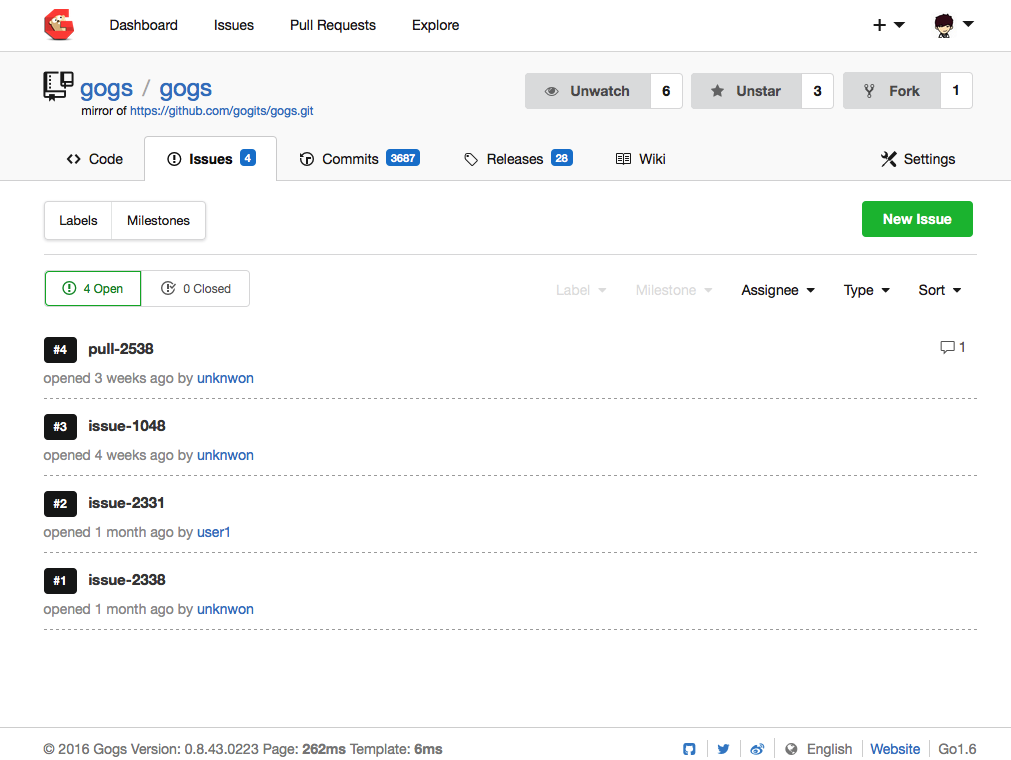 Dashboard Issues Pull Requests Explore
gogs / gogs
Unwatch 6 Unstar 3 Fork 1
mirror of https://github.com/gogits/gogs.git
Code Issues 4 Commits 3687 Releases 28 Wiki Settings
Labels Milestones New Issue
4 Open 0 Closed Label Milestone Assignee Type Sort
#4 pull-2538 1
opened 3 weeks ago by unknwon
#3 issue-1048
opened 4 weeks ago by unknwon
#2 issue-2331
opened 1 month ago by user1
#1 issue-2338
opened 1 month ago by unknwon
© 2016 Gogs Version: 0.8.43.0223 Page: 262ms Template: 6ms English Website Go1.6